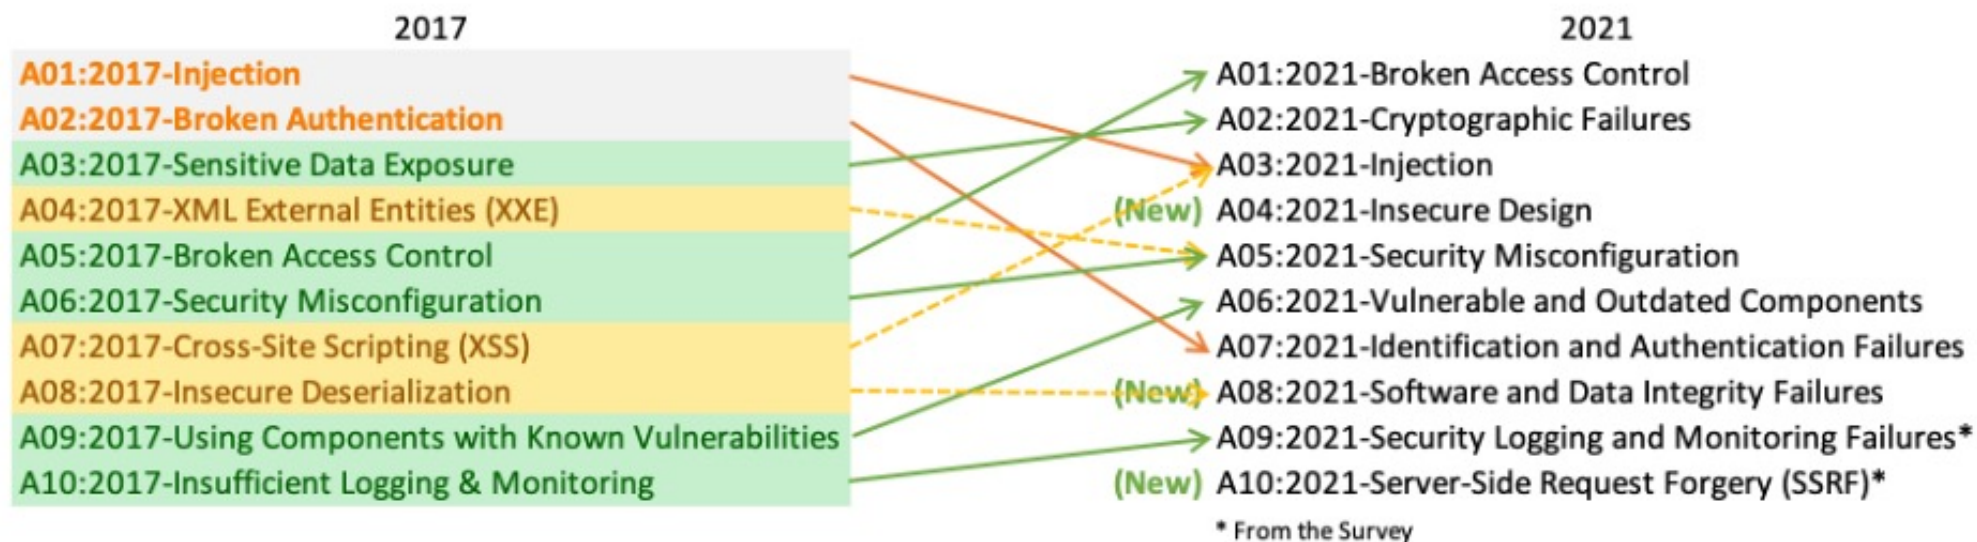 2017
A01:2017-Injection
A02:2017-Broken Authentication
A03:2017-Sensitive Data Exposure
A04:2017-XML External Entities (XXE)
A05:2017-Broken Access Control
A06:2017-Security Misconfiguration
A07:2017-Cross-Site Scripting (XSS)
A08:2017-Insecure Deserialization
A09:2017-Using Components with Known Vulnerabilities
A10:2017-Insufficient Logging & Monitoring
2021
A01:2021-Broken Access Control
A02:2021-Cryptographic Failures
A03:2021-Injection
(New) A04:2021-Insecure Design
A05:2021-Security Misconfiguration
A06:2021-Vulnerable and Outdated Components
A07:2021-Identification and Authentication Failures
(New) A08:2021-Software and Data Integrity Failures
A09:2021-Security Logging and Monitoring Failures*
(New) A10:2021-Server-Side Request Forgery (SSRF)*
* From the Survey